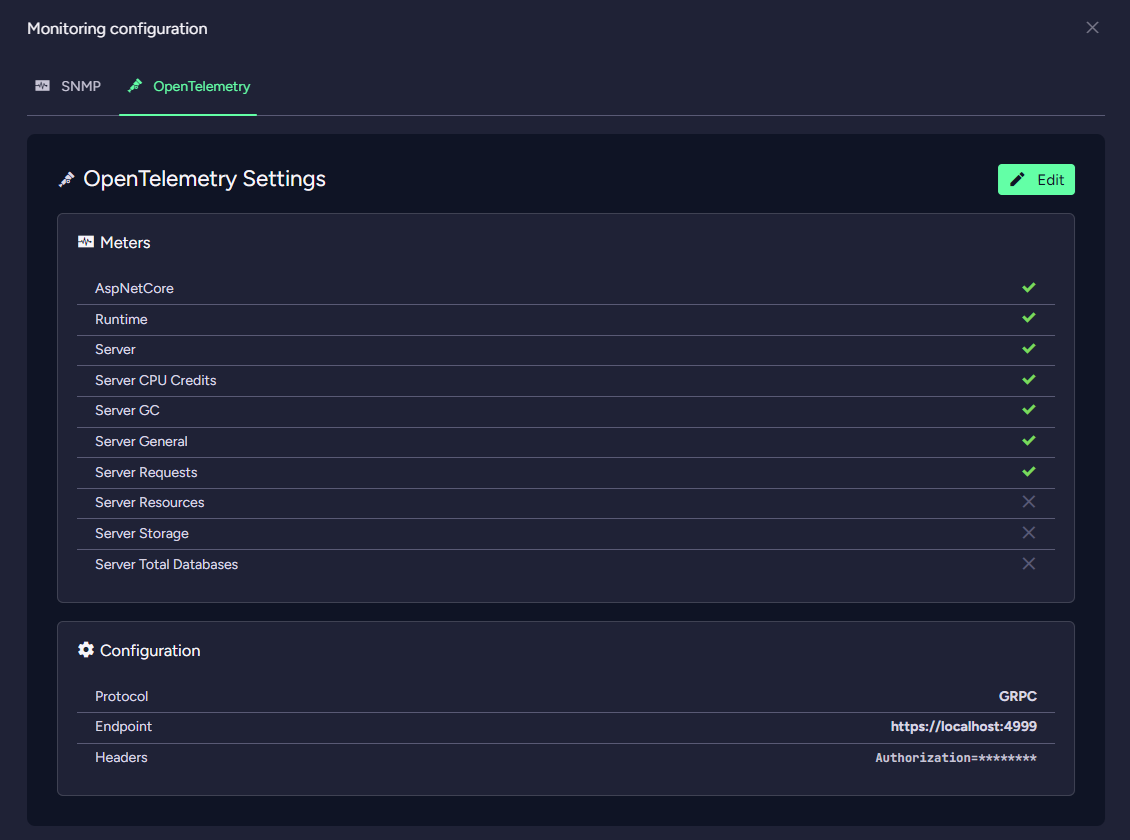 Monitoring configuration
SNMP OpenTelemetry
OpenTelemetry Settings Edit
Meters
AspNetCore
Runtime
Server
Server CPU Credits
Server GC
Server General
Server Requests
Server Resources
Server Storage
Server Total Databases
Configuration
Protocol GRPC
Endpoint https://localhost:4999
Headers Authorization=********